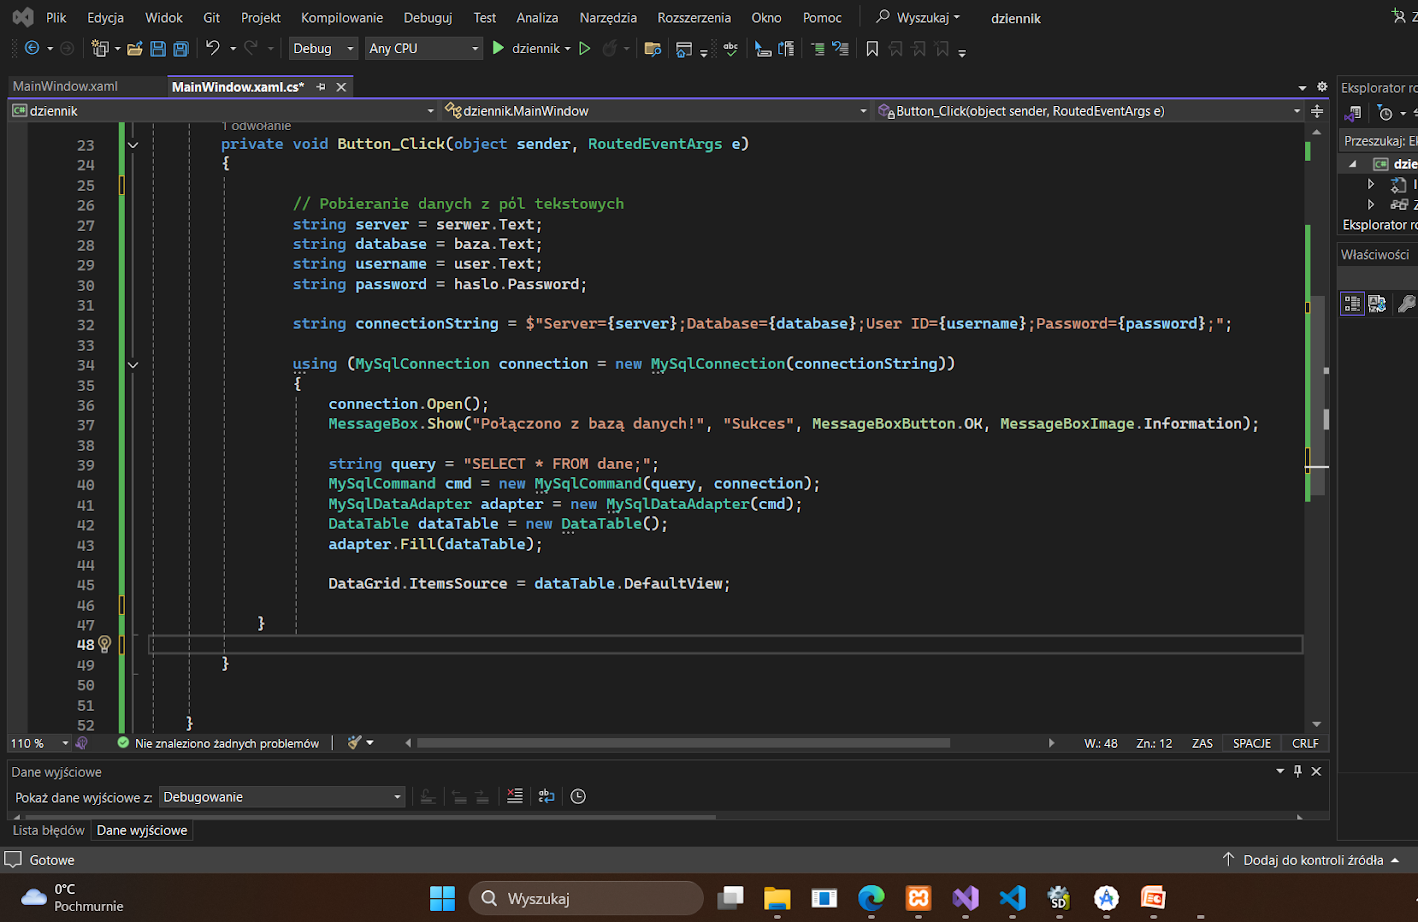 Plik Edycja Widok Git Projekt Kompilowanie Debuguj Test Analiza Narzędzia Rozszerzenia Okno Pomoc Wyszukaj dziennik
Debug Any CPU dziennik
MainWindow.xaml MainWindow.xaml.cs*
dziennik dziennik.MainWindow Button_Click(object sender, RoutedEventArgs e)
1 odwołanie
23 private void Button_Click(object sender, RoutedEventArgs e)
24 {
25
26 // Pobieranie danych z pól tekstowych
27 string server = serwer.Text;
28 string database = baza.Text;
29 string username = user.Text;
30 string password = haslo.Password;
31
32 string connectionString = $"Server={server};Database={database};User ID={username};Password={password};";
33
34 using (MySqlConnection connection = new MySqlConnection(connectionString))
35 {
36 connection.Open();
37 MessageBox.Show("Połączono z bazą danych!", "Sukces", MessageBoxButton.OK, MessageBoxImage.Information);
38
39 string query = "SELECT * FROM dane;";
40 MySqlCommand cmd = new MySqlCommand(query, connection);
41 MySqlDataAdapter adapter = new MySqlDataAdapter(cmd);
42 DataTable dataTable = new DataTable();
43 adapter.Fill(dataTable);
44
45 DataGrid.ItemsSource = dataTable.DefaultView;
46
47 }
48
49 }
50
51
52 }
Eksplorator ro
Przeszukaj: Ek
dzie
Eksplorator ro
Właściwości
110 % Nie znaleziono żadnych problemów W.: 48 Zn.: 12 ZAS SPACJE CRLF
Dane wyjściowe
Pokaż dane wyjściowe z: Debugowanie
Lista błędów Dane wyjściowe
Gotowe Dodaj do kontroli źródła
0°C
Pochmurnie
Wyszukaj